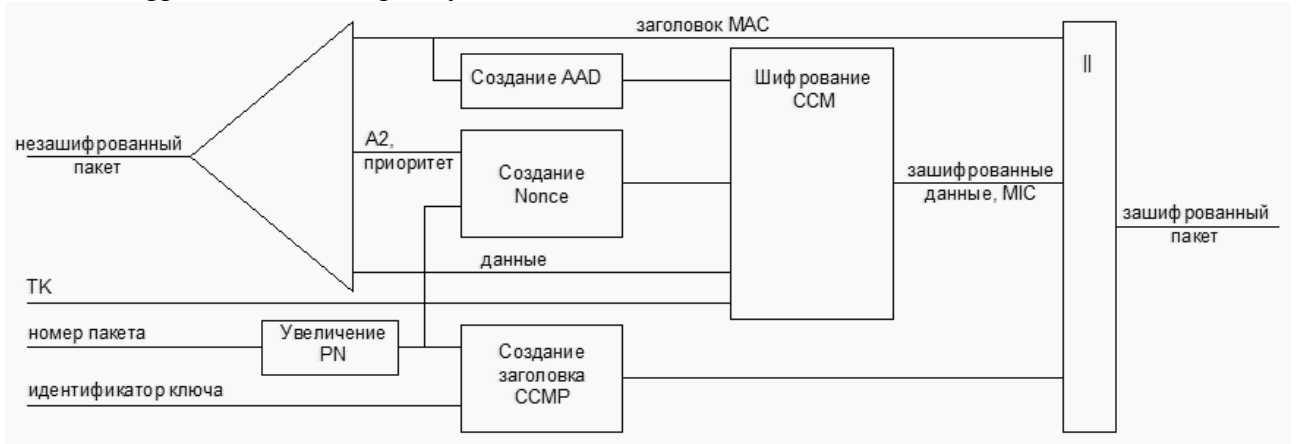 заголовок MAC
Создание AAD
Шифрование
CCM
||
незашифрованный
пакет
A2,
приоритет
Создание
Nonce
зашифрованные
данные, MIC
зашифрованный
пакет
данные
TK
номер пакета
Увеличение
PN
Создание
заголовка
CCMP
идентификатор ключа